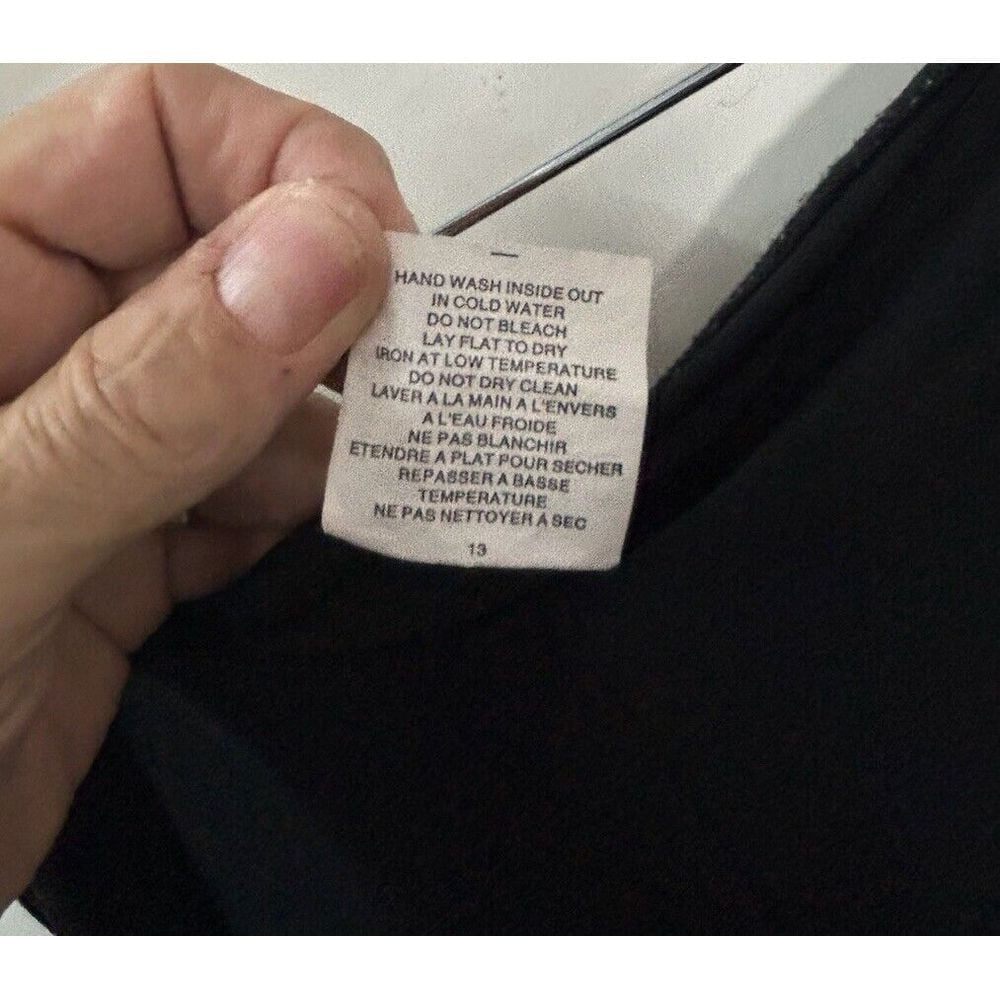 HAND WASH INSIDE OUT
IN COLD WATER
DO NOT BLEACH
LAY FLAT TO DRY
IRON AT LOW TEMPERATURE
DO NOT DRY CLEAN
LAVER A LA MAIN A L'ENVERS
A L'EAU FROIDE
NE PAS BLANCHIR
ETENDRE A PLAT POUR SECHER
REPASSER A BASSE
TEMPERATURE
NE PAS NETTOYER A SEC
13